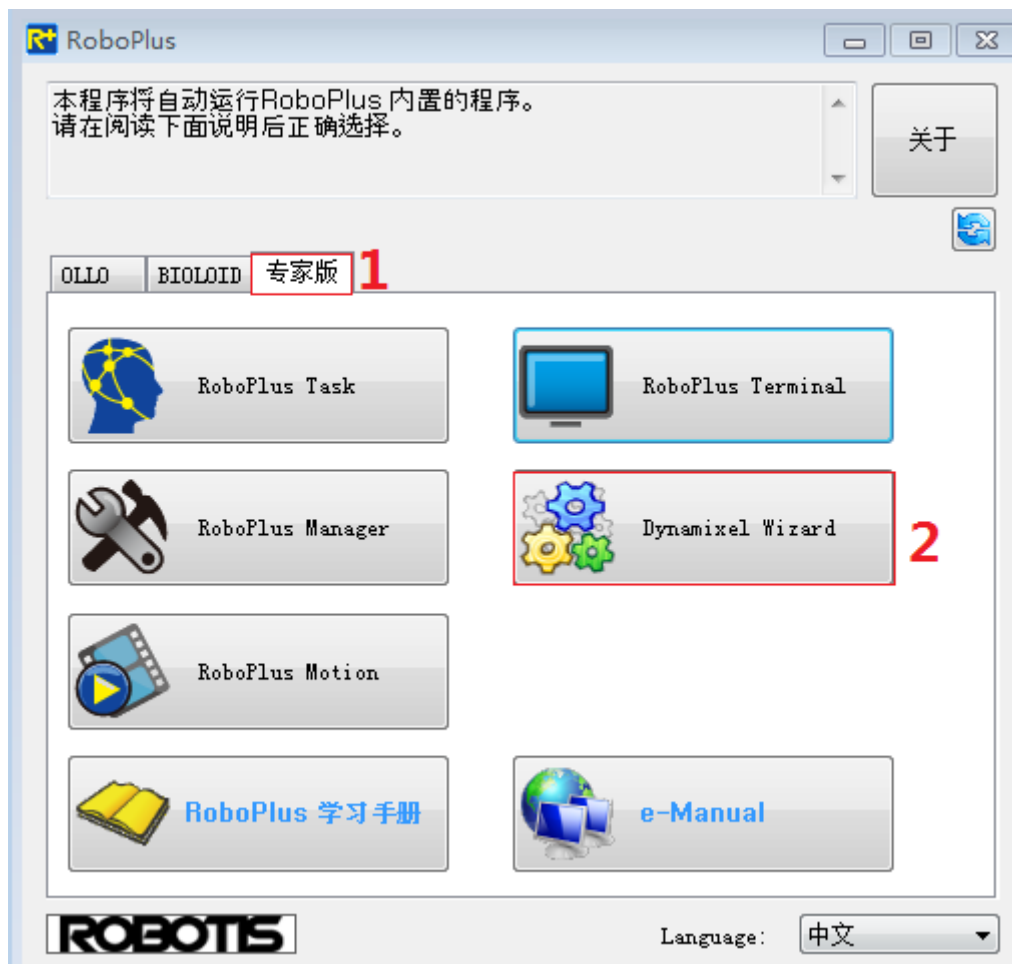 RoboPlus
本程序将自动运行RoboPlus 内置的程序。
请在阅读下面说明后正确选择。
关于
OLLO
BIOLOID
专家版
1
RoboPlus Task
RoboPlus Terminal
RoboPlus Manager
Dynamixel Wizard
2
RoboPlus Motion
RoboPlus 学习手册
e-Manual
ROBOTIS
Language:
中文